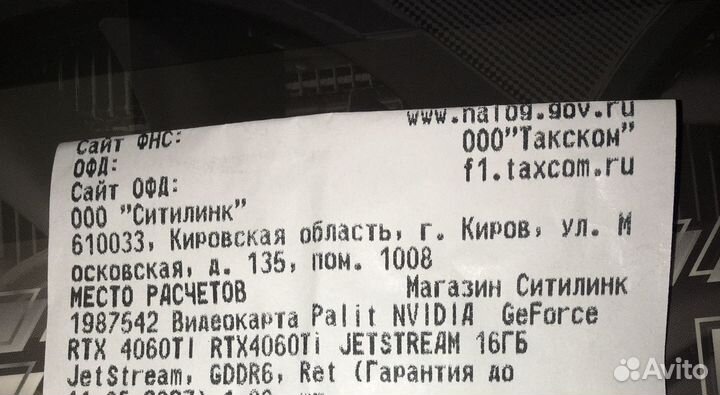 Сайт ФНС: www.nalog.gov.ru
ОФД: ООО"Такском"
Сайт ОФД: f1.taxcom.ru
ООО "Ситилинк"
610033, Кировская область, г. Киров, ул. М
осковская, д. 135, пом. 1008
МЕСТО РАСЧЕТОВ Магазин Ситилинк
1987542 Видеокарта Palit NVIDIA GeForce
RTX 4060TI RTX4060Ti JETSTREAM 16ГБ
JetStream, GDDR6, Ret (Гарантия до
Avito